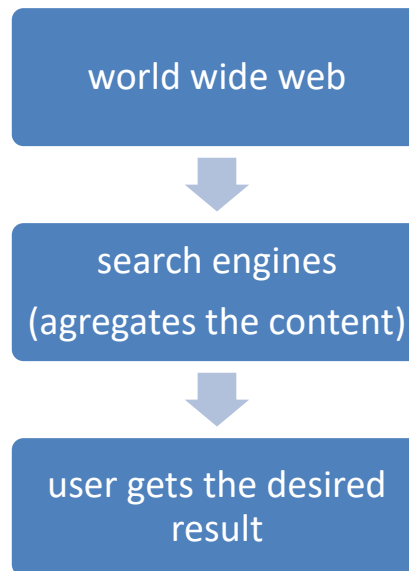 world wide web
search engines
(agregates the content)
user gets the desired
result